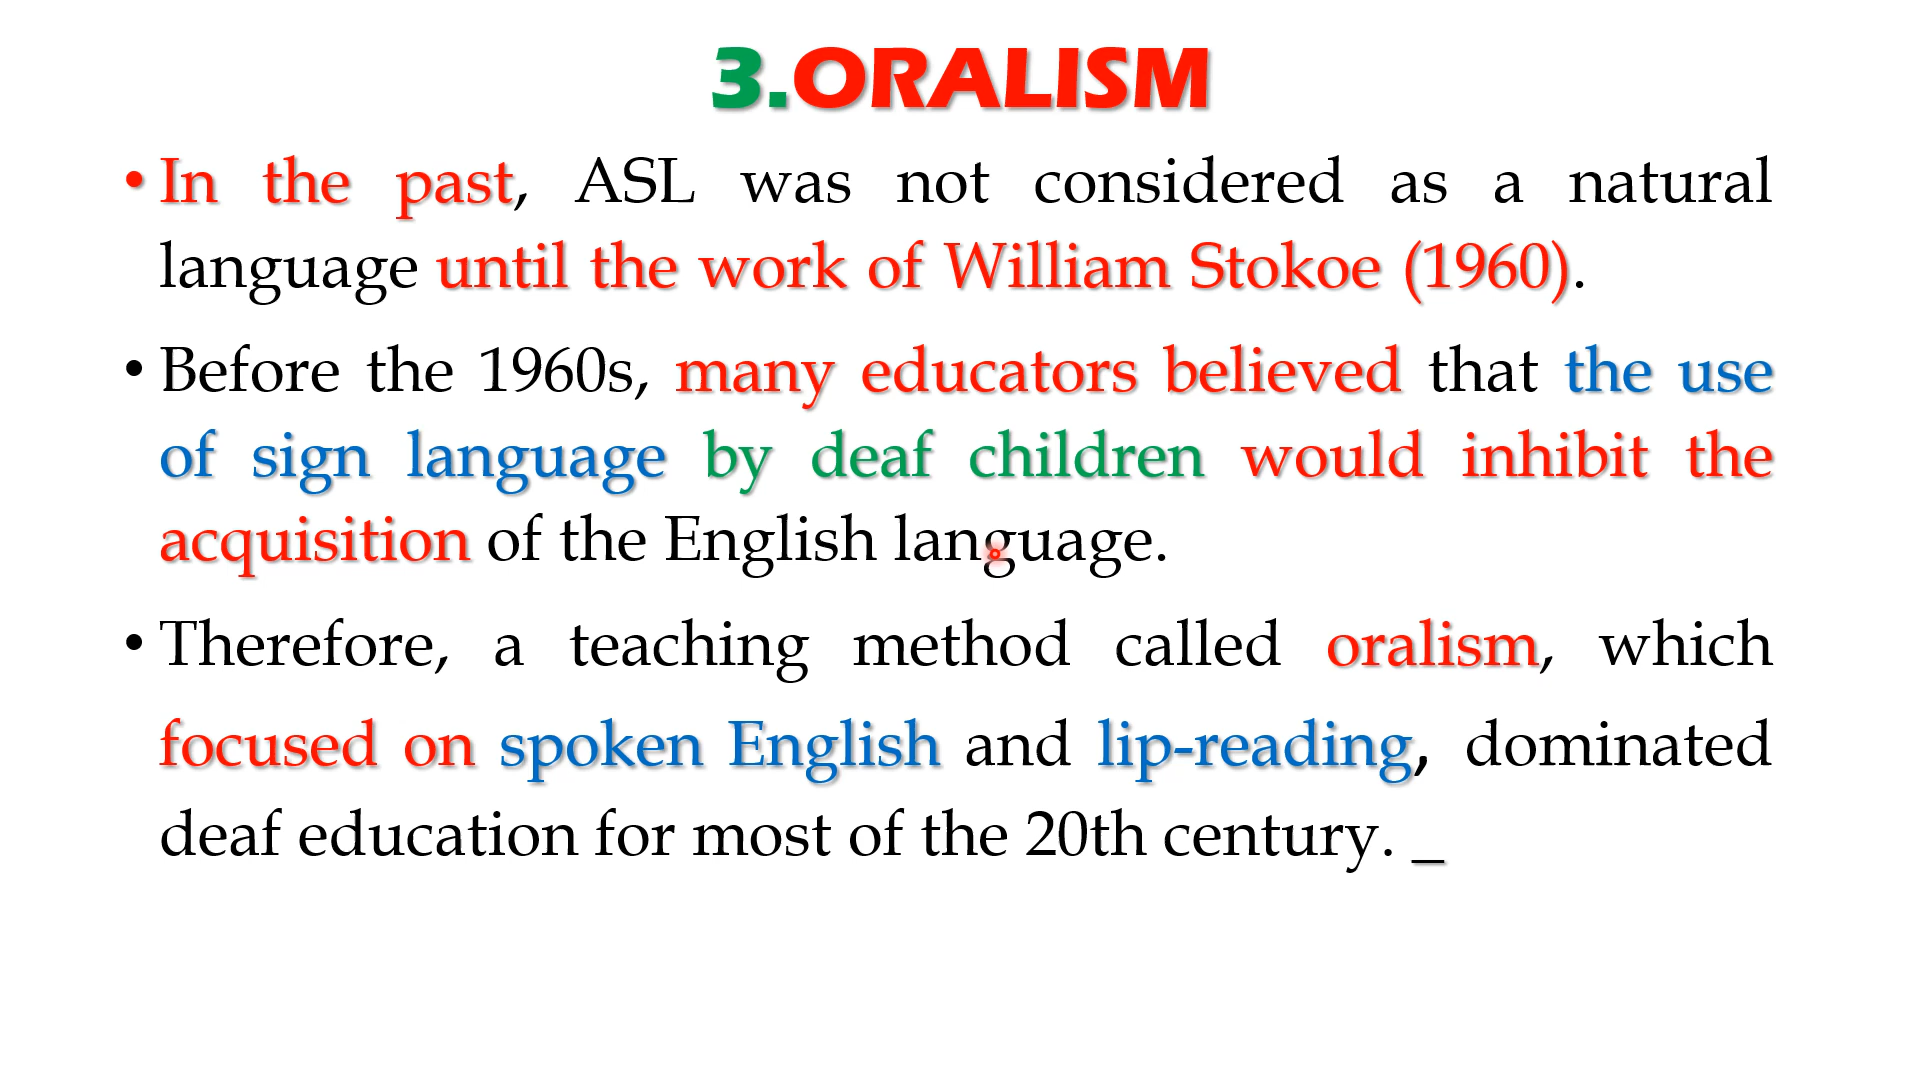 3.ORALISM
• In the past, ASL was not considered as a natural
language until the work of William Stokoe (1960).
• Before the 1960s, many educators believed that the use
of sign language by deaf children would inhibit the
acquisition of the English language.
• Therefore, a teaching method called oralism, which
focused on spoken English and lip-reading, dominated
deaf education for most of the 20th century. _